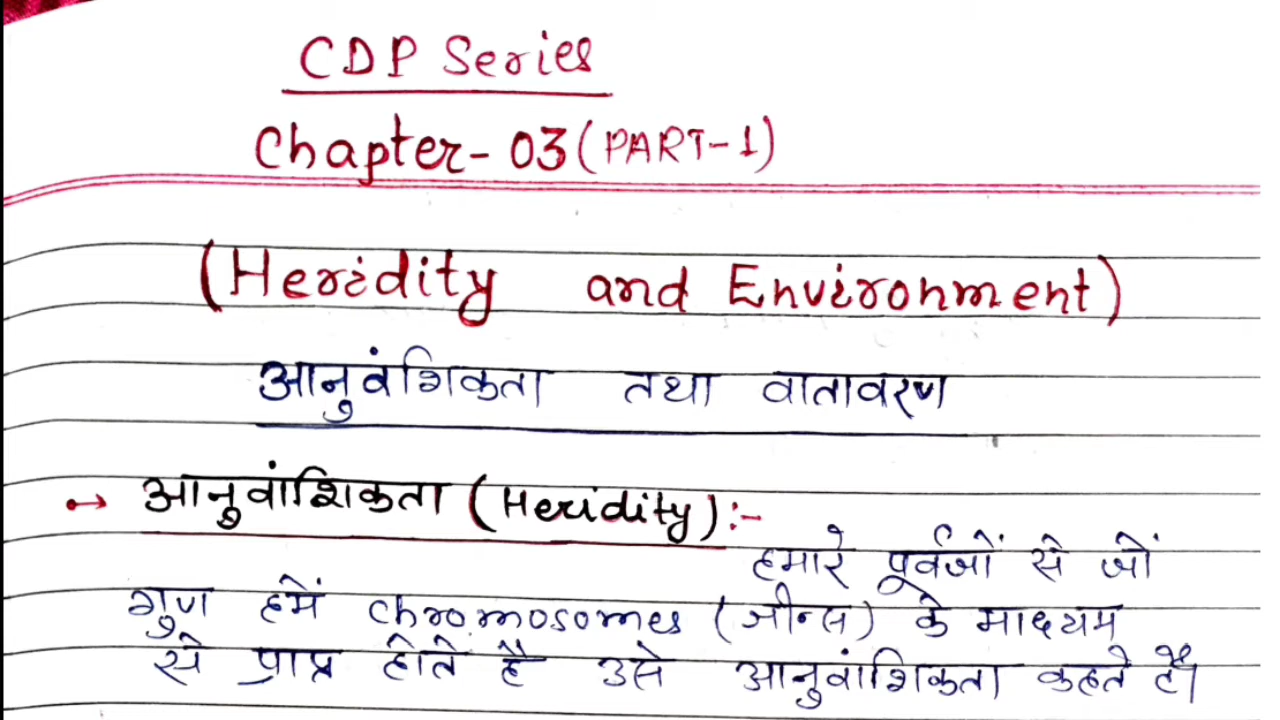 CDP Series
Chapter- 03 (PART-1)
(Heridity and Environment)
आनुवंशिकता तथा वातावरण
→ आनुवांशिकता (Heridity) :-
हमारे पूर्वजों से जों
गुण हमें chromosomes (जीन्स) के माध्यम
से प्राप्त होते है उसे आनुवांशिकता कहते है।